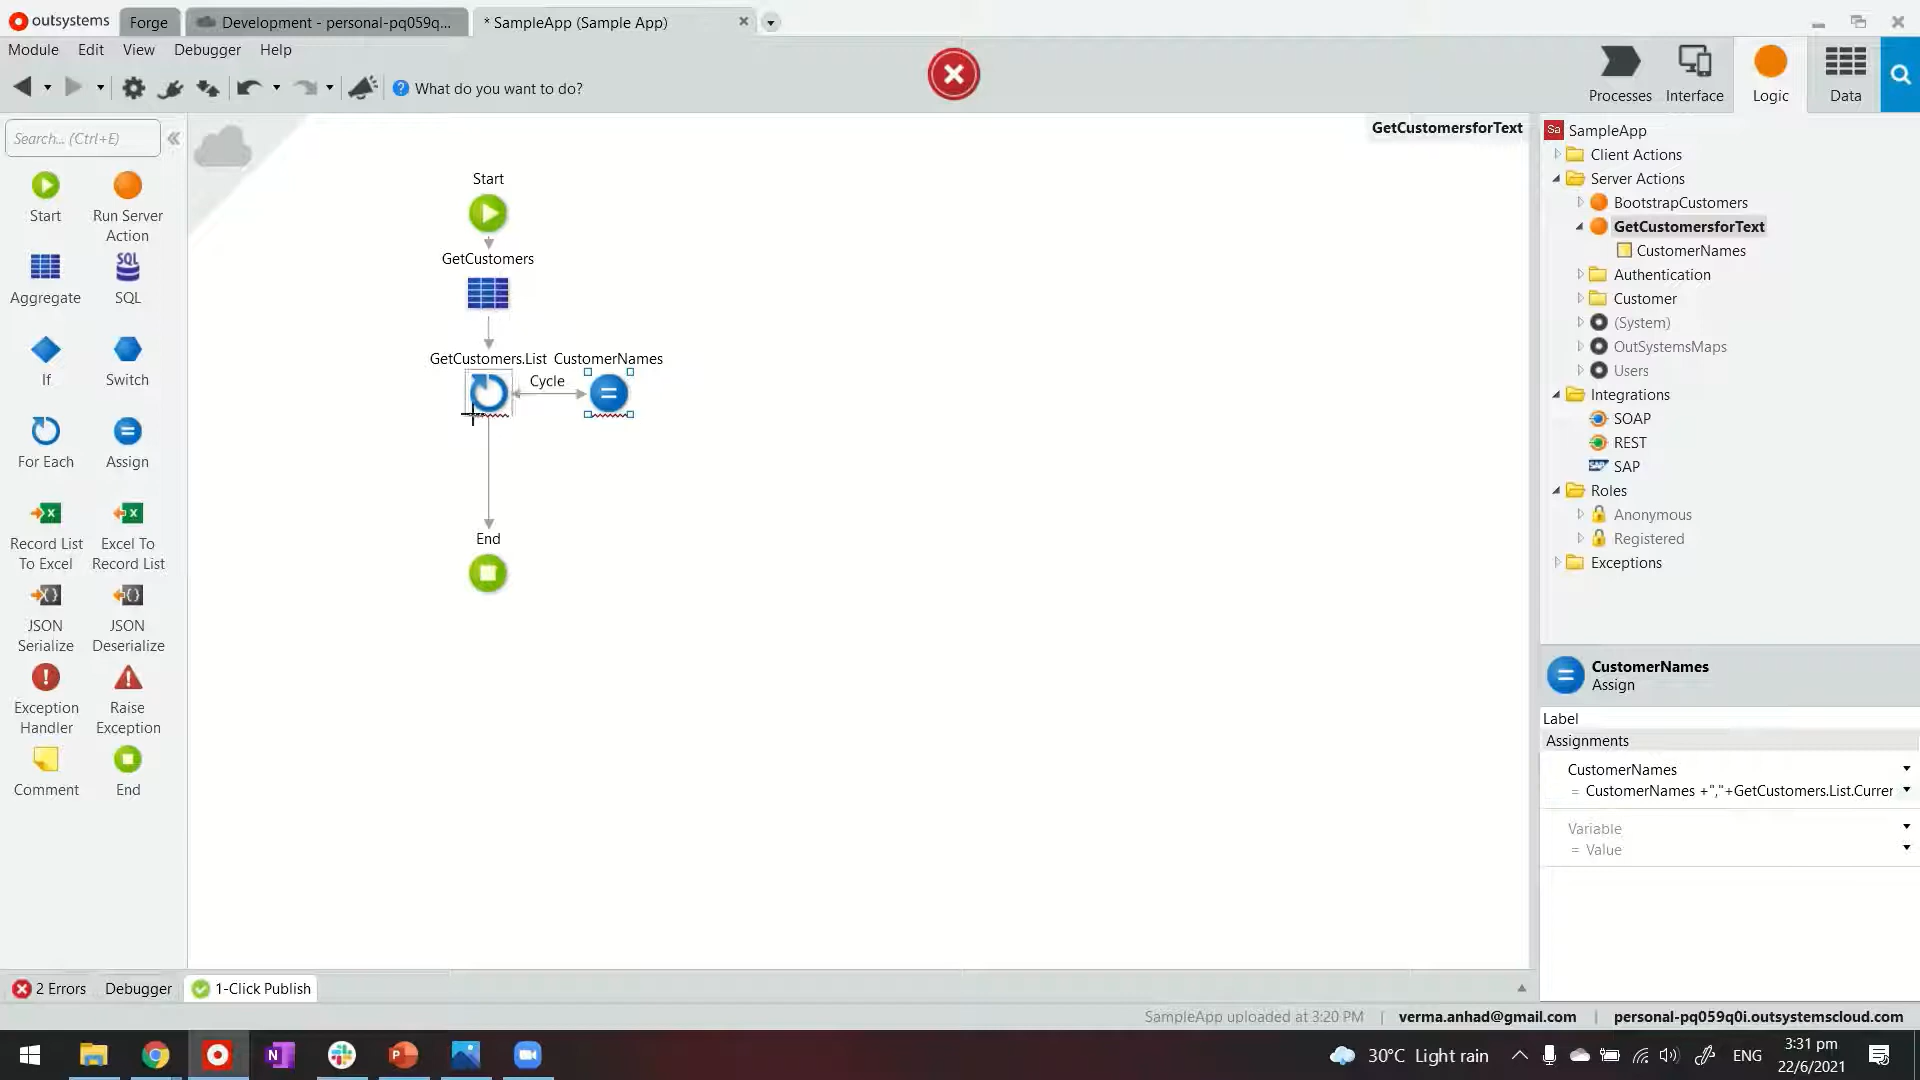 outsystems
Forge
Development - personal-pq059q...
* SampleApp (Sample App)
Module Edit View Debugger Help
? What do you want to do?
Processes
Interface
Logic
Data
Search... (Ctrl+E)
Start
Run Server Action
Aggregate
SQL
SQL
If
Switch
For Each
Assign
Record List To Excel
Excel To Record List
JSON Serialize
JSON Deserialize
Exception Handler
Raise Exception
Comment
End
GetCustomersforText
Start
GetCustomers
GetCustomers.List
CustomerNames
Cycle
End
Sa SampleApp
Client Actions
Server Actions
BootstrapCustomers
GetCustomersforText
CustomerNames
Authentication
Customer
(System)
OutSystemsMaps
Users
Integrations
SOAP
REST
SAP SAP
Roles
Anonymous
Registered
Exceptions
CustomerNames
Assign
Label
Assignments
CustomerNames
= CustomerNames +","+GetCustomers.List.Currer
Variable
= Value
2 Errors
Debugger
1-Click Publish
SampleApp uploaded at 3:20 PM | verma.anhad@gmail.com | personal-pq059q0i.outsystemscloud.com
30°C Light rain
ENG
3:31 pm
22/6/2021